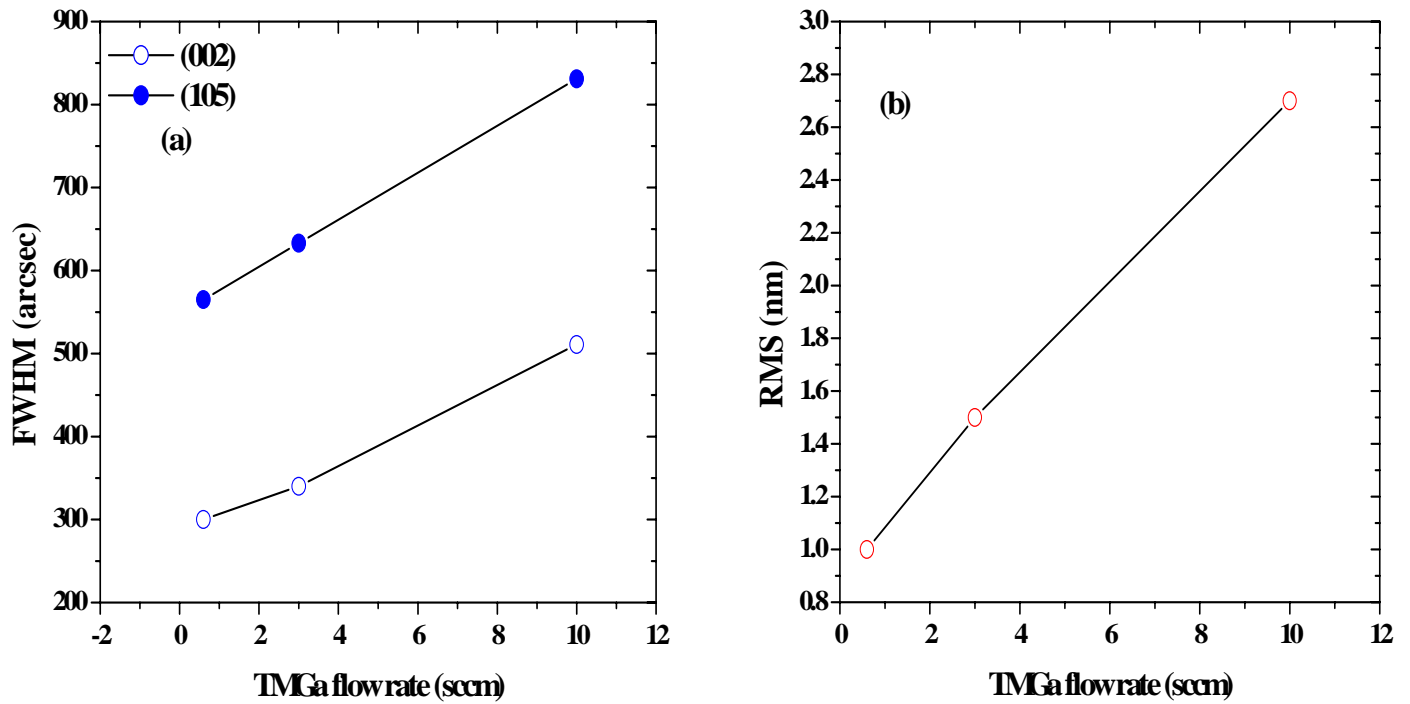 900
800
700
600
500
400
300
200
-2 0 2 4 6 8 10 12
FWHM (arcsec)
TMGa flow rate (sccm)
(002)
(105)
(a)
3.0
2.8
2.6
2.4
2.2
2.0
1.8
1.6
1.4
1.2
1.0
0.8
0 2 4 6 8 10 12
RMS (nm)
TMGa flow rate (sccm)
(b)